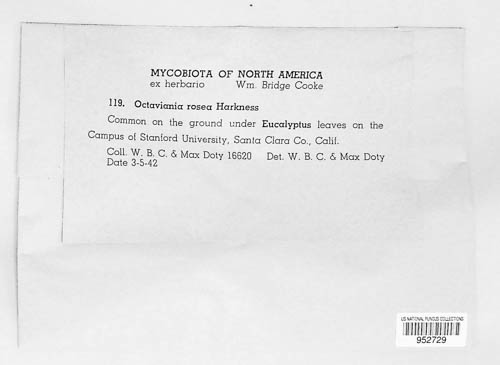 MYCOBIOTA OF NORTH AMERICA
ex herbario Wm. Bridge Cooke
119. Octaviania rosea Harkness
Common on the ground under Eucalyptus leaves on the
Campus of Stanford University, Santa Clara Co., Calif.
Coll. W. B. C. & Max Doty 16620 Det. W. B. C. & Max Doty
Date 3-5-42
US NATIONAL FUNGUS COLLECTIONS
952729